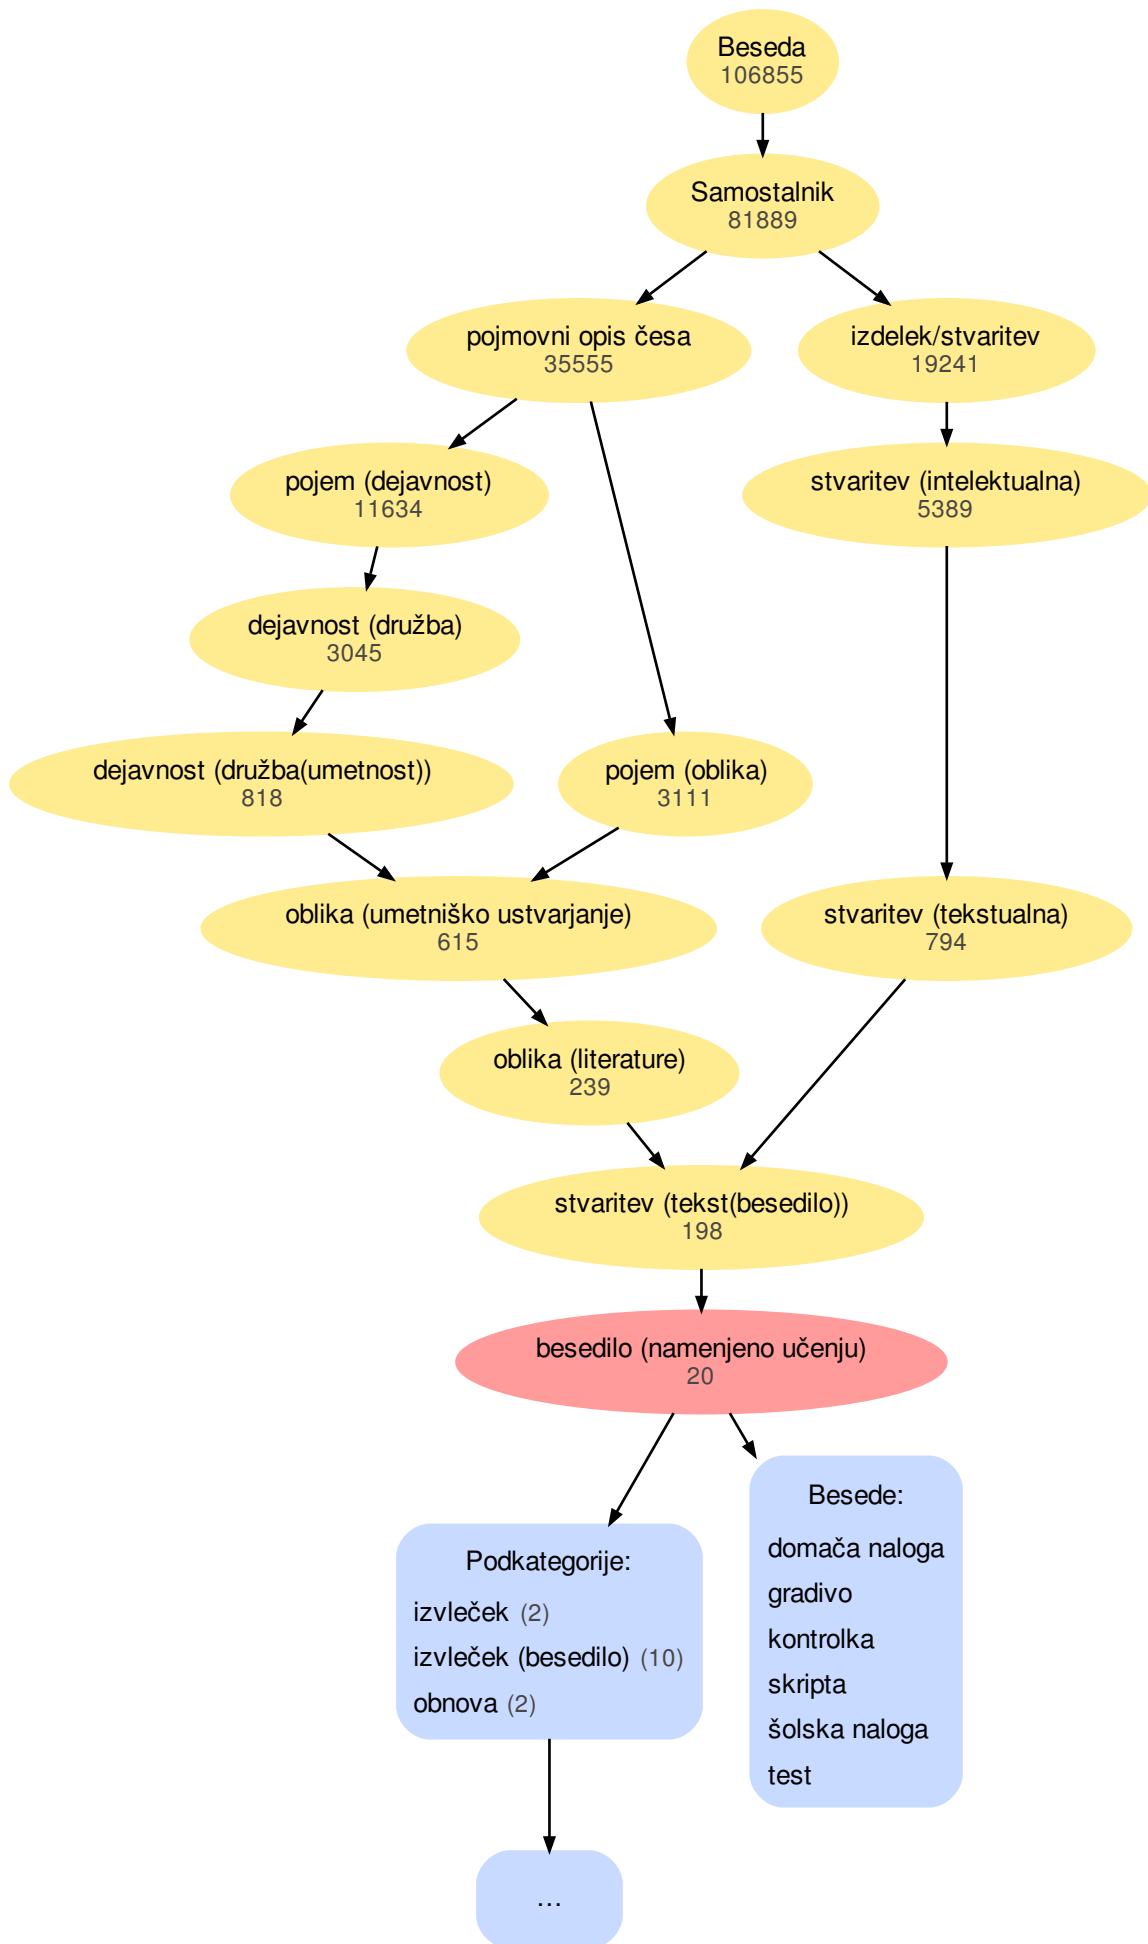 Beseda
106855
Samostalnik
81889
pojmovni opis česa
35555
izdelek/stvaritev
19241
pojem (dejavnost)
11634
stvaritev (intelektualna)
5389
dejavnost (družba)
3045
dejavnost (družba(umetnost))
818
pojem (oblika)
3111
oblika (umetniško ustvarjanje)
615
stvaritev (tekstualna)
794
oblika (literature)
239
stvaritev (tekst(besedilo))
198
besedilo (namenjeno učenju)
20
Podkategorije:
izvleček (2)
izvleček (besedilo) (10)
obnova (2)
Besede:
domača naloga
gradivo
kontrolka
skripta
šolska naloga
test
...